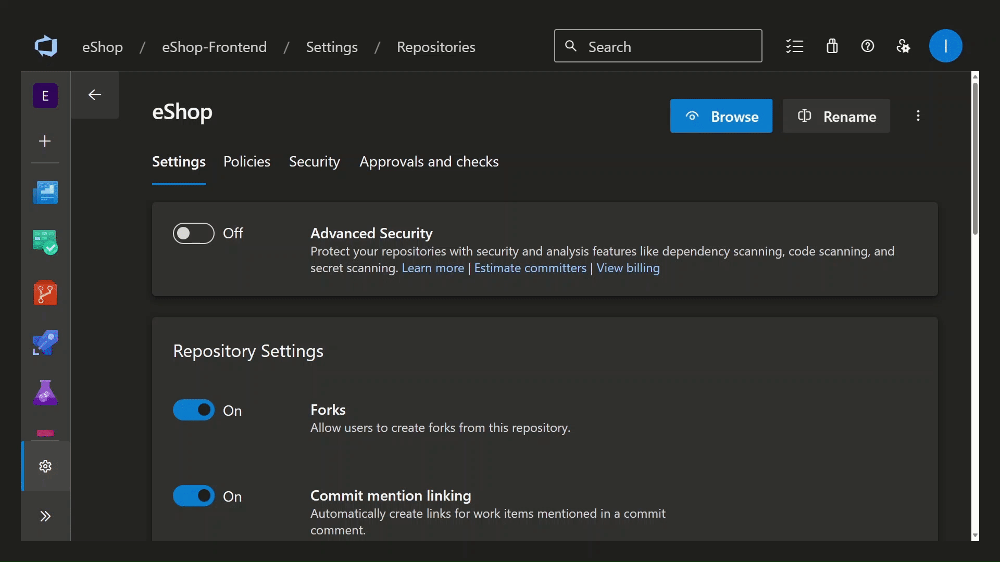 eShop / eShop-Frontend / Settings / Repositories
Search
I
E
eShop
Browse
Rename
Settings Policies Security Approvals and checks
Off
Advanced Security
Protect your repositories with security and analysis features like dependency scanning, code scanning, and
secret scanning. Learn more | Estimate committers | View billing
Repository Settings
On
Forks
Allow users to create forks from this repository.
On
Commit mention linking
Automatically create links for work items mentioned in a commit
comment.